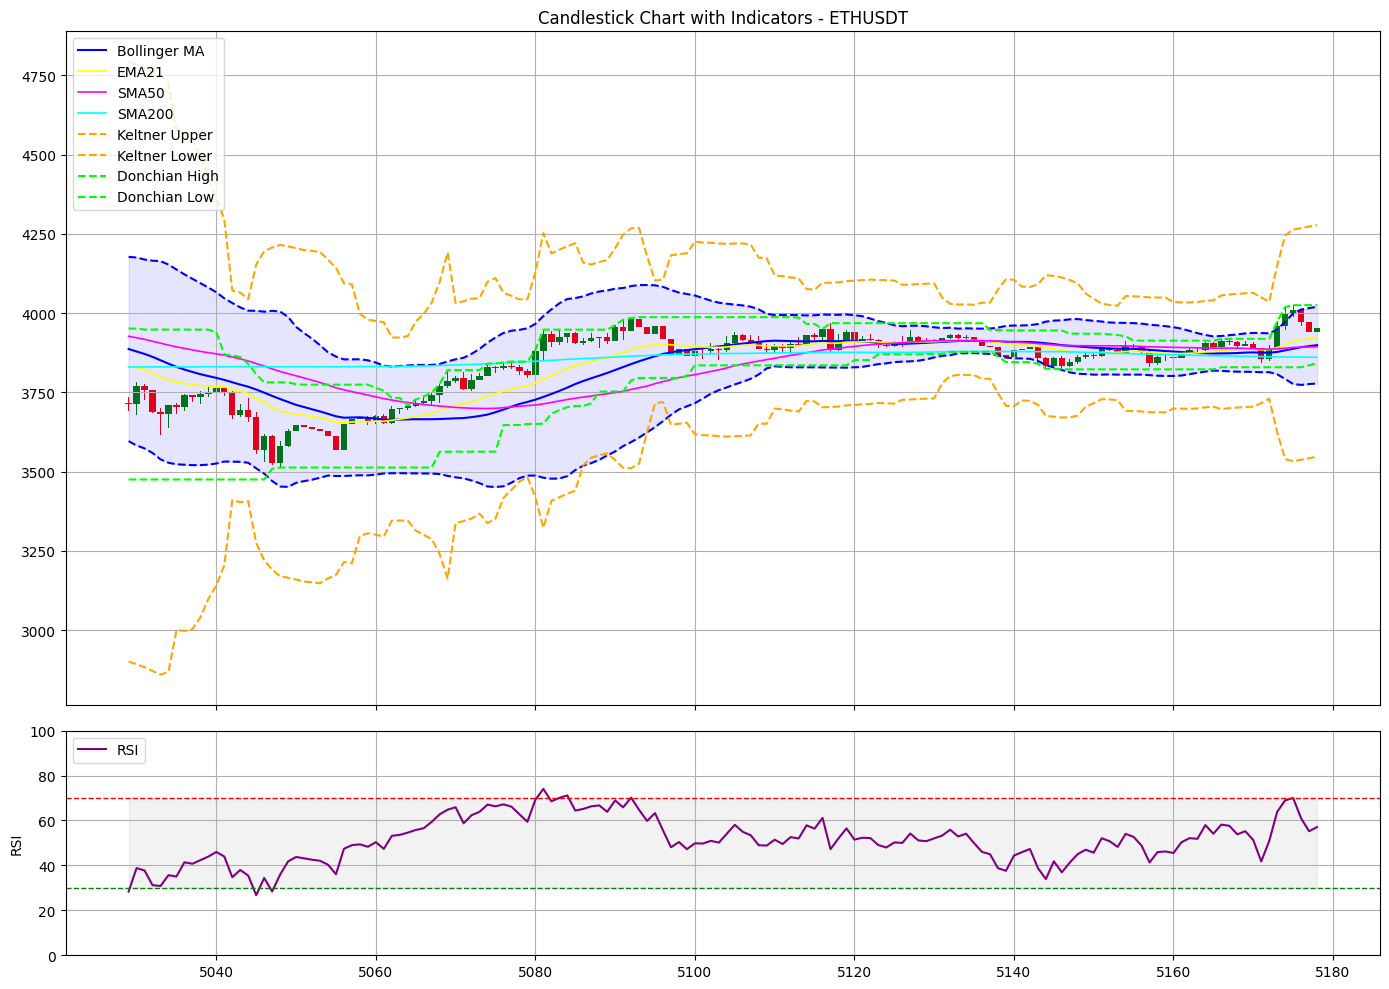 Candlestick Chart with Indicators - ETHUSDT
Bollinger MA
EMA21
SMA50
SMA200
Keltner Upper
Keltner Lower
Donchian High
Donchian Low
4750
4500
4250
4000
3750
3500
3250
3000
RSI
100
80
60
40
20
0
RSI
5040 5060 5080 5100 5120 5140 5160 5180